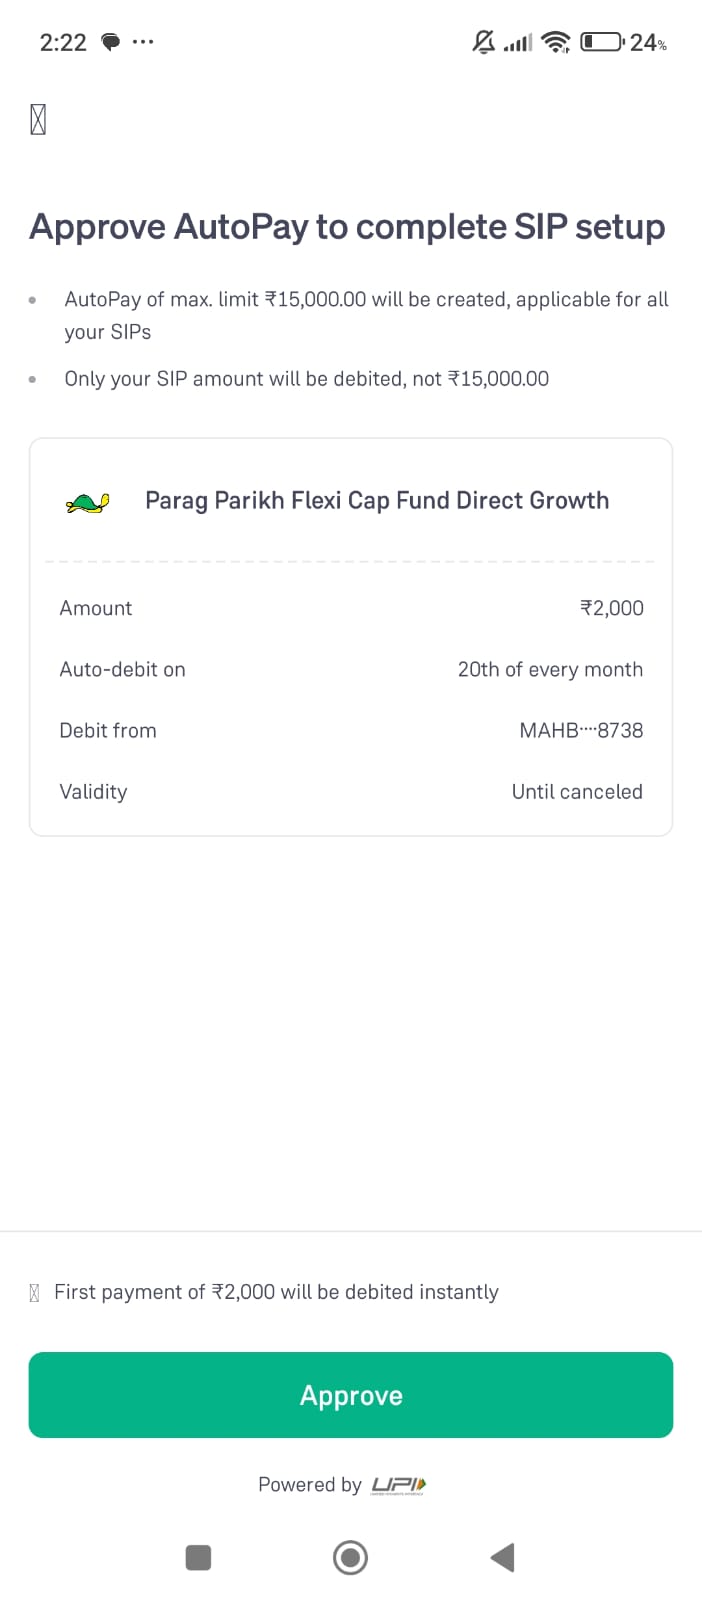 2:22 ...
24%
Approve AutoPay to complete SIP setup
• AutoPay of max. limit ₹15,000.00 will be created, applicable for all
your SIPs
• Only your SIP amount will be debited, not ₹15,000.00
Parag Parikh Flexi Cap Fund Direct Growth
Amount ₹2,000
Auto-debit on 20th of every month
Debit from MAHB····8738
Validity Until canceled
First payment of ₹2,000 will be debited instantly
Approve
Powered by UPI